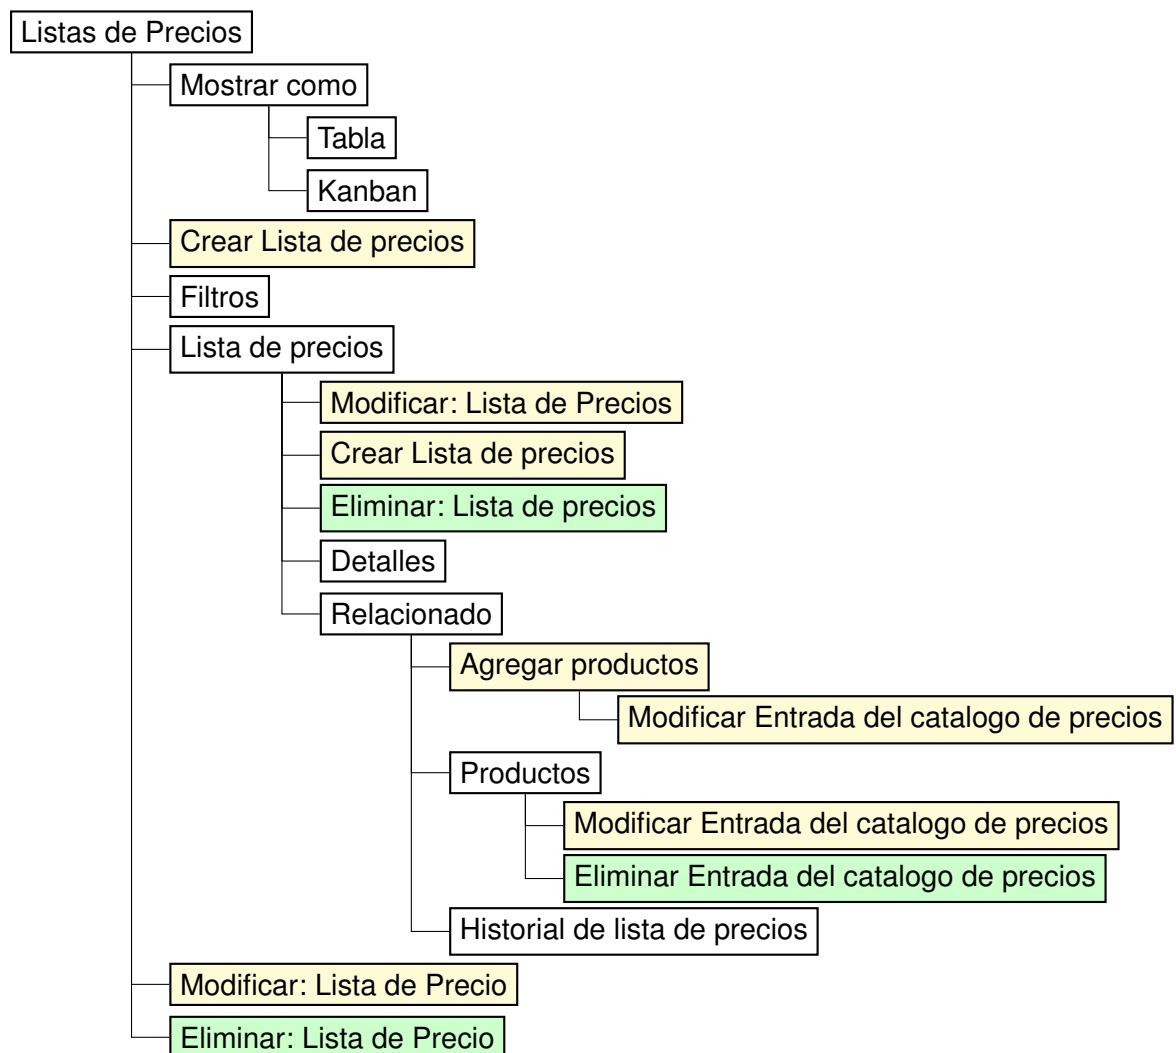 Listas de Precios
Mostrar como
Tabla
Kanban
Crear Lista de precios
Filtros
Lista de precios
Modificar: Lista de Precios
Crear Lista de precios
Eliminar: Lista de precios
Detalles
Relacionado
Agregar productos
Modificar Entrada del catalogo de precios
Productos
Modificar Entrada del catalogo de precios
Eliminar Entrada del catalogo de precios
Historial de lista de precios
Modificar: Lista de Precio
Eliminar: Lista de Precio